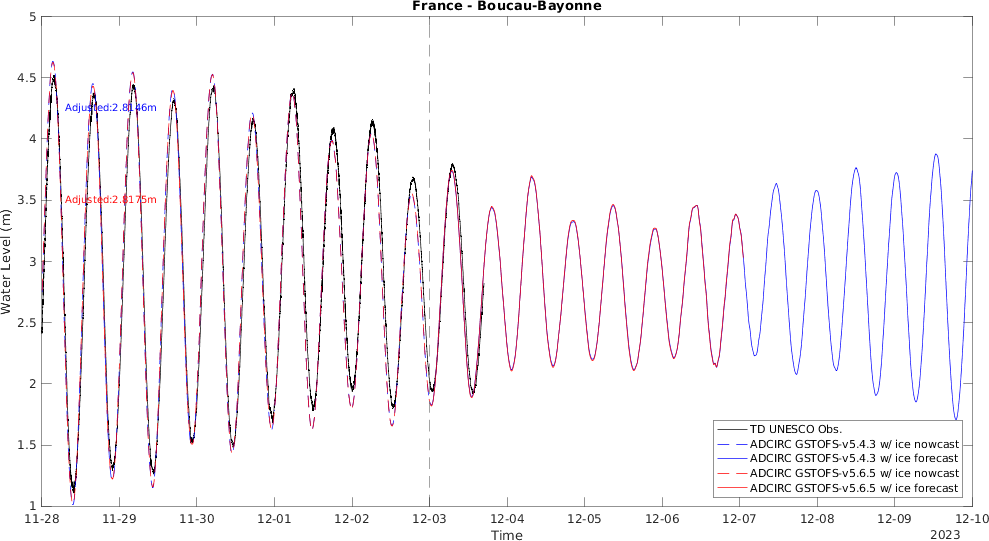 France - Boucau-Bayonne
Water Level (m)
5
4.5
4
3.5
3
2.5
2
1.5
1
Adjusted:2.8146m
Adjusted:2.8175m
TD UNESCO Obs.
ADCIRC GSTOFS-v5.4.3 w/ ice nowcast
ADCIRC GSTOFS-v5.4.3 w/ ice forecast
ADCIRC GSTOFS-v5.6.5 w/ ice nowcast
ADCIRC GSTOFS-v5.6.5 w/ ice forecast
11-28 11-29 11-30 12-01 12-02 12-03 12-04 12-05 12-06 12-07 12-08 12-09 12-10
Time
2023